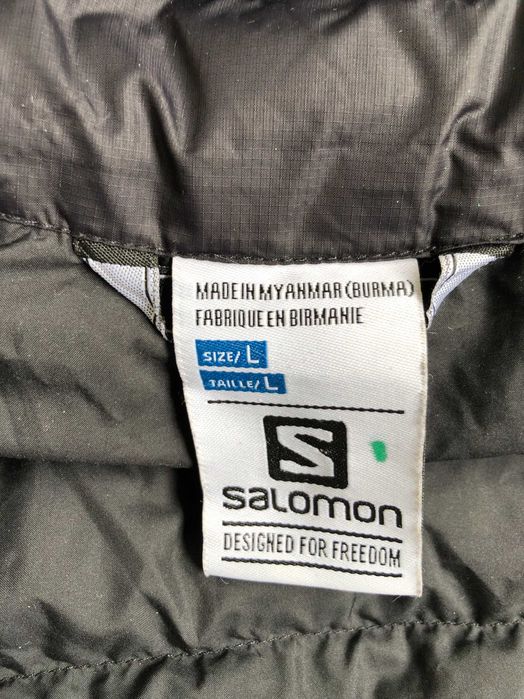 MADE IN MYANMAR (BURMA)
FABRIQUE EN BIRMANIE
SIZE/ L
TAILLE/ L
S
salomon
DESIGNED FOR FREEDOM